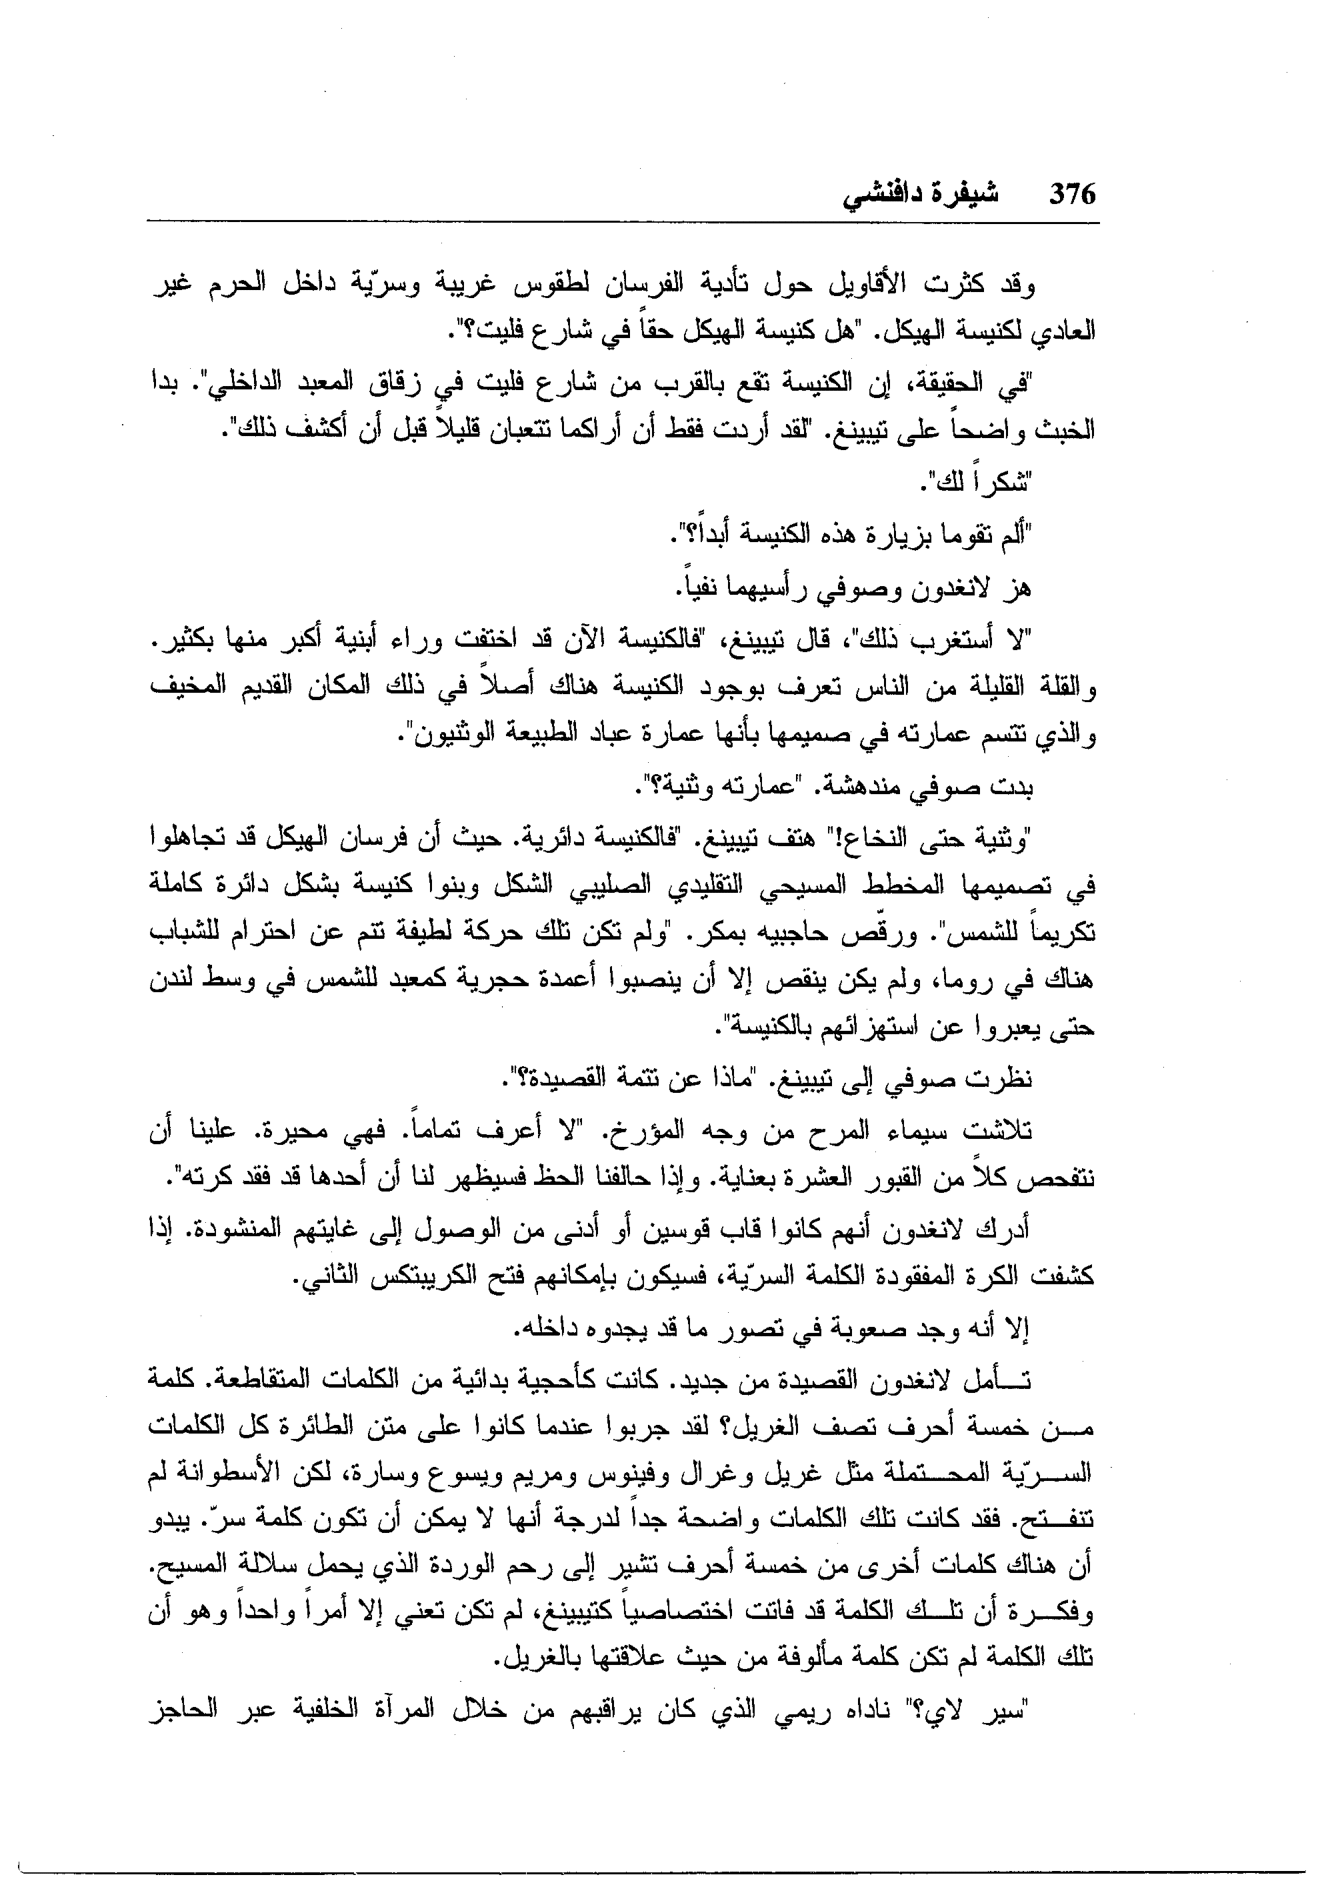 376 شيفرة دافنشي
وقد كثرت الأقاويل حول تأدية الفرسان لطقوس غريبة وسريّة داخل الحرم غير
العادي لكنيسة الهيكل. "هل كنيسة الهيكل حقاً في شارع فليت؟".
"في الحقيقة، إن الكنيسة تقع بالقرب من شارع فليت في زقاق المعبد الداخلي". بدا
الخبث واضحاً على تيبينغ. "لقد أردت فقط أن أراكما تتعبان قليلاً قبل أن أكشف ذلك".
"شكراً لك".
"ألم تقوما بزيارة هذه الكنيسة أبداً؟".
هز لانغدون وصوفي رأسيهما نفياً.
"لا أستغرب ذلك"، قال تيبينغ، "فالكنيسة الآن قد اختفت وراء أبنية أكبر منها بكثير.
والقلة القليلة من الناس تعرف بوجود الكنيسة هناك أصلاً في ذلك المكان القديم المخيف
والذي تتسم عمارته في صميمها بأنها عمارة عباد الطبيعة الوثنيون".
بدت صوفي مندهشة. "عمارته وثنية؟".
"وثنية حتى النخاع!" هتف تيبينغ. "فالكنيسة دائرية. حيث أن فرسان الهيكل قد تجاهلوا
في تصميمها المخطط المسيحي التقليدي الصليبي الشكل وبنوا كنيسة بشكل دائرة كاملة
تكريماً للشمس". ورقّص حاجبيه بمكر. "ولم تكن تلك حركة لطيفة تنم عن احترام للشباب
هناك في روما، ولم يكن ينقص إلا أن ينصبوا أعمدة حجرية كمعبد للشمس في وسط لندن
حتى يعبروا عن استهزائهم بالكنيسة".
نظرت صوفي إلى تيبينغ. "ماذا عن تتمة القصيدة؟".
تلاشت سيماء المرح من وجه المؤرخ. "لا أعرف تماماً. فهي محيرة. علينا أن
نتفحص كلاً من القبور العشرة بعناية. وإذا حالفنا الحظ فسيظهر لنا أن أحدها قد فقد كرته".
أدرك لانغدون أنهم كانوا قاب قوسين أو أدنى من الوصول إلى غايتهم المنشودة. إذا
كشفت الكرة المفقودة الكلمة السريّة، فسيكون بإمكانهم فتح الكريبتكس الثاني.
إلا أنه وجد صعوبة في تصور ما قد يجدوه داخله.
تـــأمل لانغدون القصيدة من جديد. كانت كأحجية بدائية من الكلمات المتقاطعة. كلمة
مـــن خمسة أحرف تصف الغريل؟ لقد جربوا عندما كانوا على متن الطائرة كل الكلمات
الســـريّة المحـــتملة مثل غريل وغرال وفينوس ومريم ويسوع وسارة، لكن الأسطوانة لم
تنفـــتح. فقد كانت تلك الكلمات واضحة جداً لدرجة أنها لا يمكن أن تكون كلمة سرّ. يبدو
أن هناك كلمات أخرى من خمسة أحرف تشير إلى رحم الوردة الذي يحمل سلالة المسيح.
وفكـــرة أن تلـــك الكلمة قد فاتت اختصاصياً كتيبينغ، لم تكن تعني إلا أمراً واحداً وهو أن
تلك الكلمة لم تكن كلمة مألوفة من حيث علاقتها بالغريل.
"سير لاي؟" ناداه ريمي الذي كان يراقبهم من خلال المرآة الخلفية عبر الحاجز